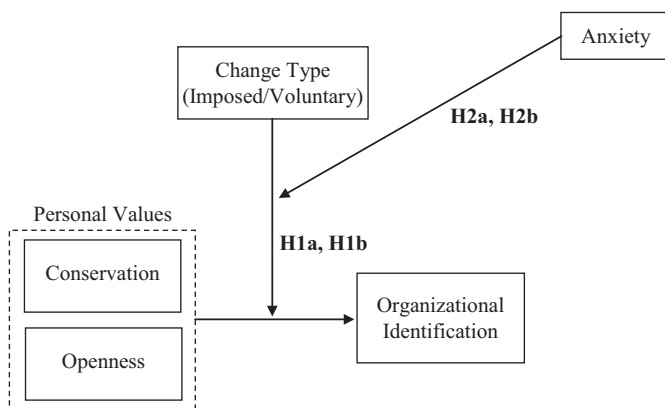 Anxiety
Change Type
(Imposed/Voluntary)
H2a, H2b
Personal Values
H1a, H1b
Conservation
Organizational
Identification
Openness